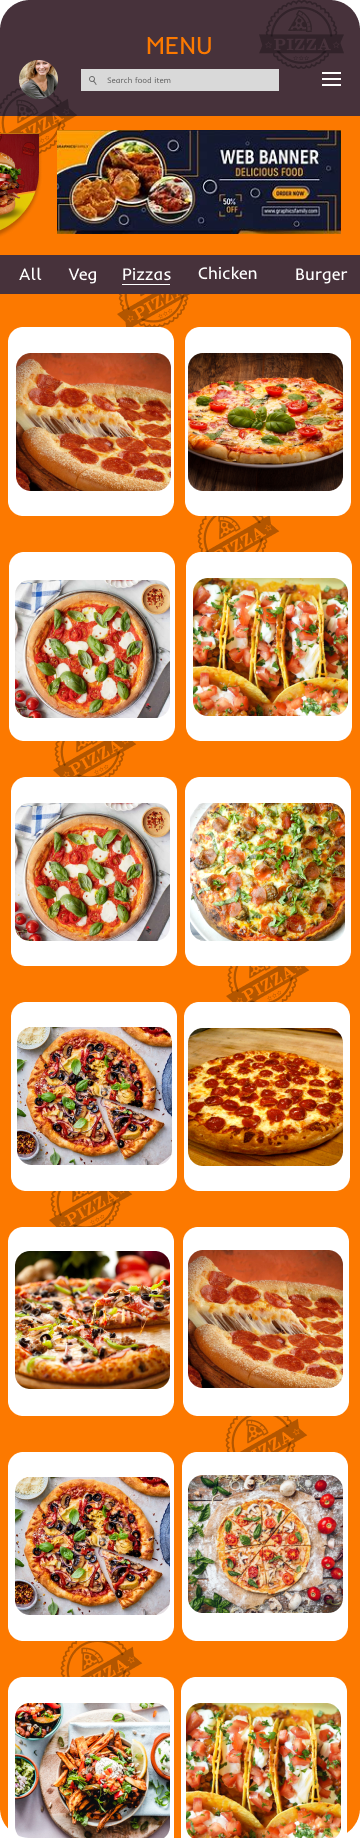 MENU
PIZZA
Search food item
WEB BANNER
DELICIOUS FOOD
ORDER NOW
50%
OFF
www.graphicsfamily.com
All Veg Pizzas Chicken Burger
PIZZA
PIZZA
PIZZA
PIZZA
PIZZA
PIZZA
PIZZA